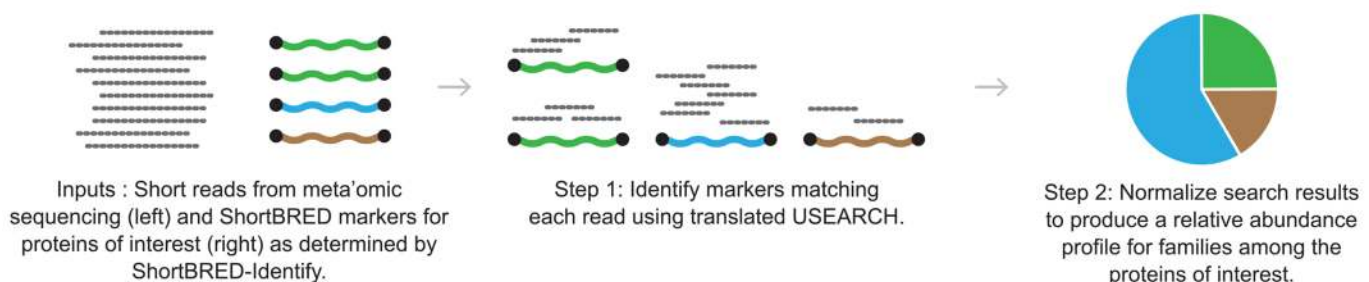 Inputs : Short reads from meta'omic
sequencing (left) and ShortBRED markers for
proteins of interest (right) as determined by
ShortBRED-Identify.
Step 1: Identify markers matching
each read using translated USEARCH.
Step 2: Normalize search results
to produce a relative abundance
profile for families among the
proteins of interest.